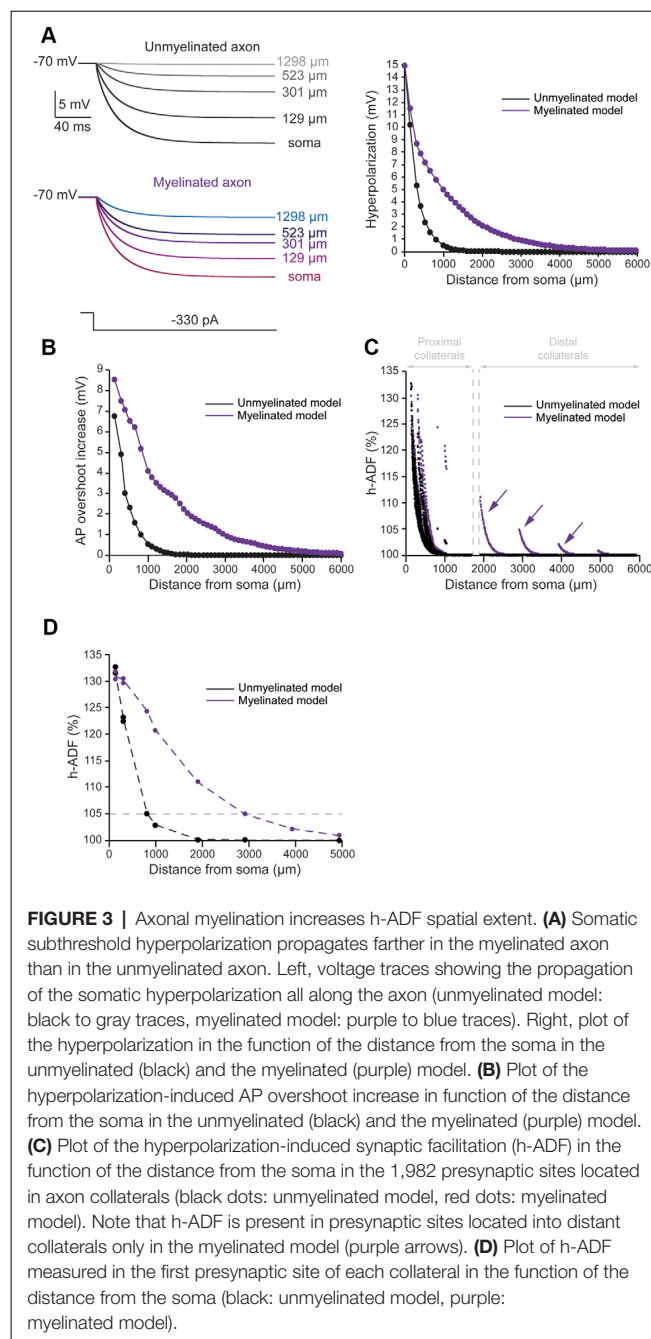 A
Unmyelinated axon
-70 mV
1298 µm
523 µm
301 µm
129 µm
soma
5 mV
40 ms
Myelinated axon
-70 mV
1298 µm
523 µm
301 µm
129 µm
soma
-330 pA
15
14
13
12
11
10
9
8
7
6
5
4
3
2
1
0
Hyperpolarization (mV)
Unmyelinated model
Myelinated model
0 1000 2000 3000 4000 5000 6000
Distance from soma (µm)
B
9
8
7
6
5
4
3
2
1
0
AP overshoot increase (mV)
Unmyelinated model
Myelinated model
0 1000 2000 3000 4000 5000 6000
Distance from soma (µm)
C
Proximal
collaterals
Distal
collaterals
135
130
125
120
115
110
105
100
h-ADF (%)
Unmyelinated model
Myelinated model
0 1000 2000 3000 4000 5000 6000
Distance from soma (µm)
D
135
130
125
120
115
110
105
100
h-ADF (%)
Unmyelinated model
Myelinated model
0 1000 2000 3000 4000 5000
Distance from soma (µm)
FIGURE 3 | Axonal myelination increases h-ADF spatial extent. (A) Somatic
subthreshold hyperpolarization propagates farther in the myelinated axon
than in the unmyelinated axon. Left, voltage traces showing the propagation
of the somatic hyperpolarization all along the axon (unmyelinated model:
black to gray traces, myelinated model: purple to blue traces). Right, plot of
the hyperpolarization in the function of the distance from the soma in the
unmyelinated (black) and the myelinated (purple) model. (B) Plot of the
hyperpolarization-induced AP overshoot increase in function of the distance
from the soma in the unmyelinated (black) and the myelinated (purple) model.
(C) Plot of the hyperpolarization-induced synaptic facilitation (h-ADF) in the
function of the distance from the soma in the 1,982 presynaptic sites located
in axon collaterals (black dots: unmyelinated model, red dots: myelinated
model). Note that h-ADF is present in presynaptic sites located into distant
collaterals only in the myelinated model (purple arrows). (D) Plot of h-ADF
measured in the first presynaptic site of each collateral in the function of the
distance from the soma (black: unmyelinated model, purple:
myelinated model).